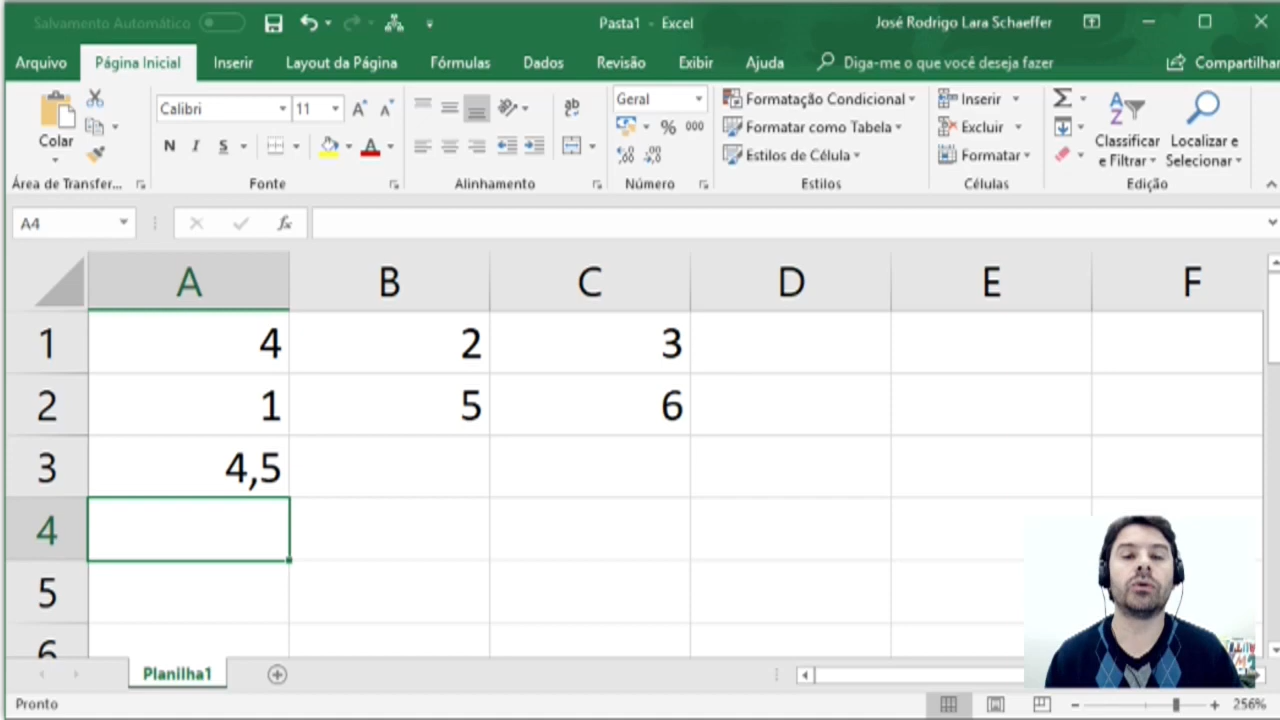 Salvamento Automático
Pasta1 - Excel
José Rodrigo Lara Schaeffer
Arquivo Página Inicial Inserir Layout da Página Fórmulas Dados Revisão Exibir Ajuda Diga-me o que você deseja fazer Compartilhar
Colar
Área de Transfer...
Calibri 11
N I S A
Fonte
ab
Alinhamento
Geral
% 000
Número
Formatação Condicional
Formatar como Tabela
Estilos de Célula
Estilos
Inserir
Excluir
Formatar
Células
Σ
Classificar
e Filtrar
Localizar e
Selecionar
Edição
A4 fx
A B C D E F
1 4 2 3
2 1 5 6
3 4,5
4
5
6
Planilha1
Pronto 256%